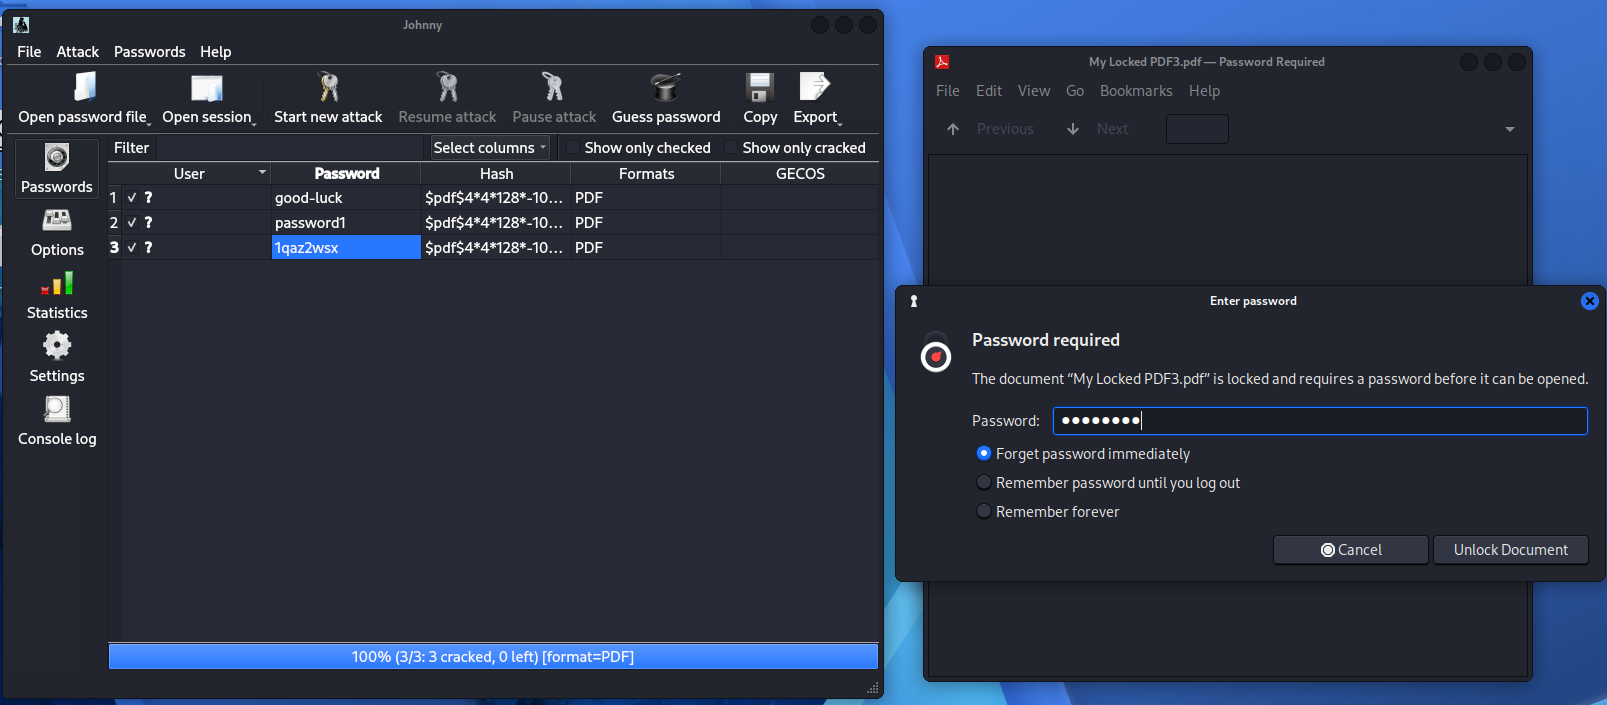 Johnny
File Attack Passwords Help
Open password file Open session Start new attack Resume attack Pause attack Guess password Copy Export
Passwords
Options
Statistics
Settings
Console log
Filter Select columns Show only checked Show only cracked
User Password Hash Formats GECOS
1 ? good-luck $pdf$4*4*128*-10... PDF
2 ? password1 $pdf$4*4*128*-10... PDF
3 ? 1qaz2wsx $pdf$4*4*128*-10... PDF
100% (3/3: 3 cracked, 0 left) [format=PDF]
My Locked PDF3.pdf — Password Required
File Edit View Go Bookmarks Help
Previous Next
Enter password
Password required
The document “My Locked PDF3.pdf” is locked and requires a password before it can be opened.
Password: ●●●●●●●●
Forget password immediately
Remember password until you log out
Remember forever
Cancel Unlock Document